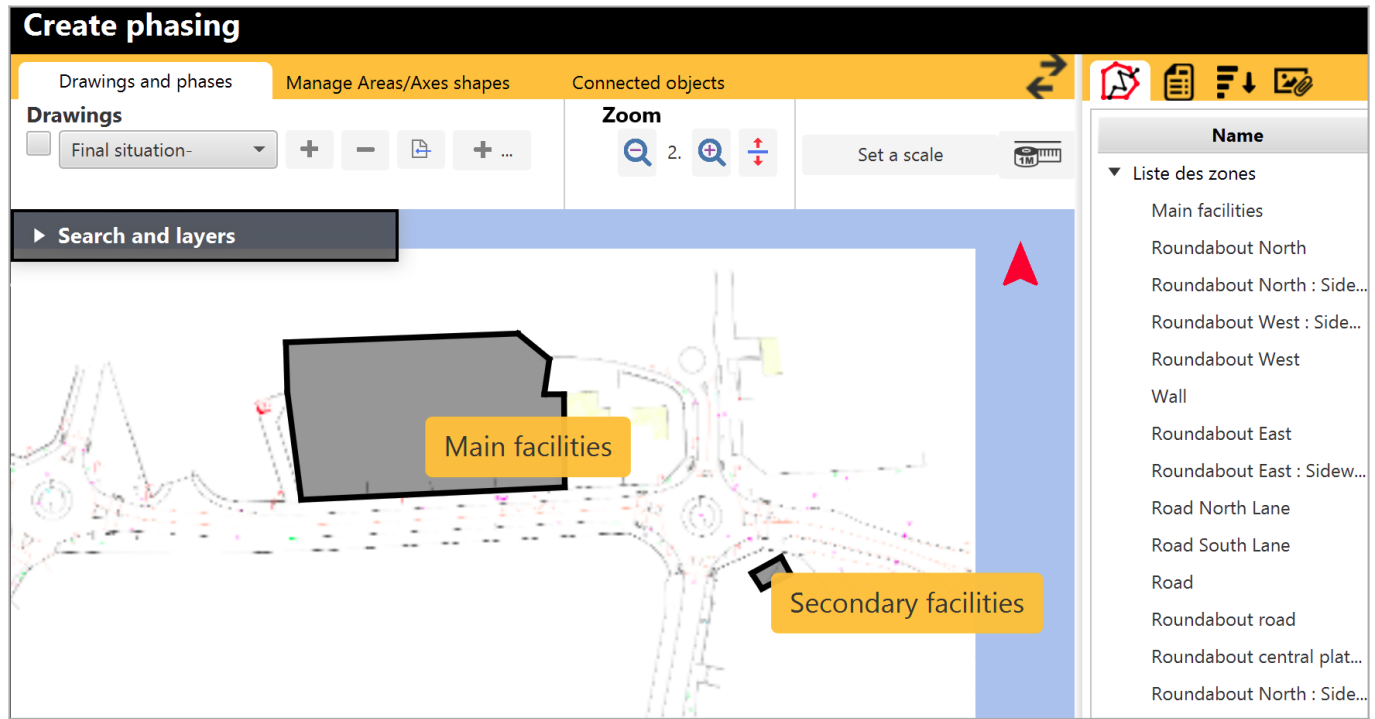 Create phasing
Drawings and phases
Manage Areas/Axes shapes
Connected objects
Drawings
Final situation-
...
Zoom
2.
Set a scale
1M
Name
Liste des zones
Main facilities
Roundabout North
Roundabout North : Side...
Roundabout West : Side...
Roundabout West
Wall
Roundabout East
Roundabout East : Sidew...
Road North Lane
Road South Lane
Road
Roundabout road
Roundabout central plat...
Roundabout North : Side...
Search and layers
Main facilities
Secondary facilities